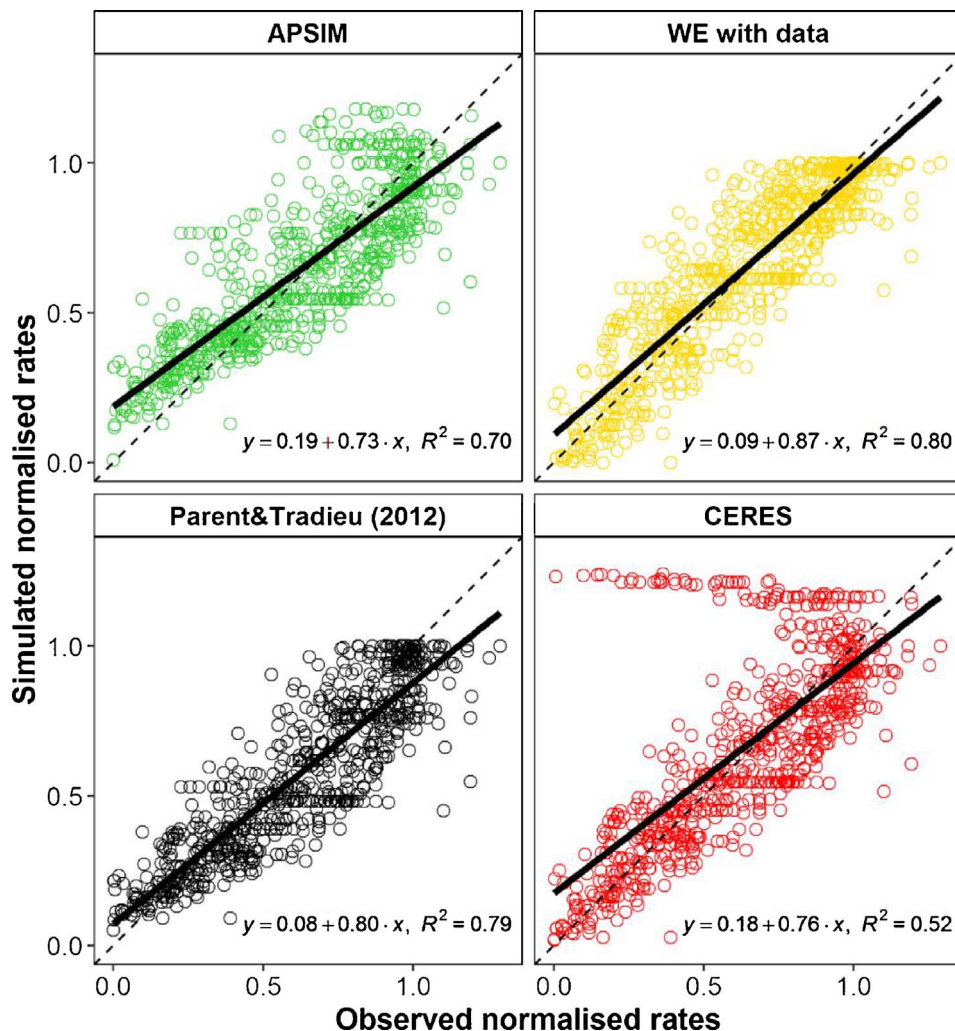 APSIM
WE with data
1.0
0.5
0.0
y = 0.19 + 0.73 · x, R² = 0.70
y = 0.09 + 0.87 · x, R² = 0.80
Parent&Tradieu (2012)
CERES
1.0
0.5
0.0
y = 0.08 + 0.80 · x, R² = 0.79
y = 0.18 + 0.76 · x, R² = 0.52
0.0 0.5 1.0
0.0 0.5 1.0
Simulated normalised rates
Observed normalised rates